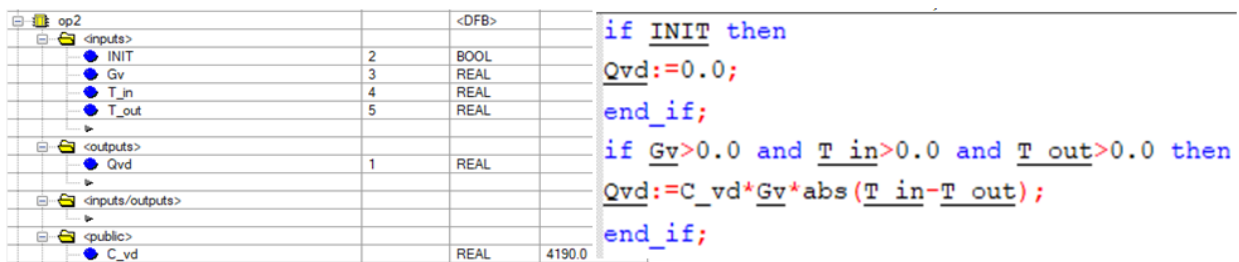 op2 <DFB>
<inputs>
INIT 2 BOOL
Gv 3 REAL
T_in 4 REAL
T_out 5 REAL
<outputs>
Qvd 1 REAL
<inputs/outputs>
<public>
C_vd REAL 4190.0
if INIT then
Qvd:=0.0;
end_if;
if Gv>0.0 and T_in>0.0 and T_out>0.0 then
Qvd:=C_vd*Gv*abs(T_in-T_out);
end_if;